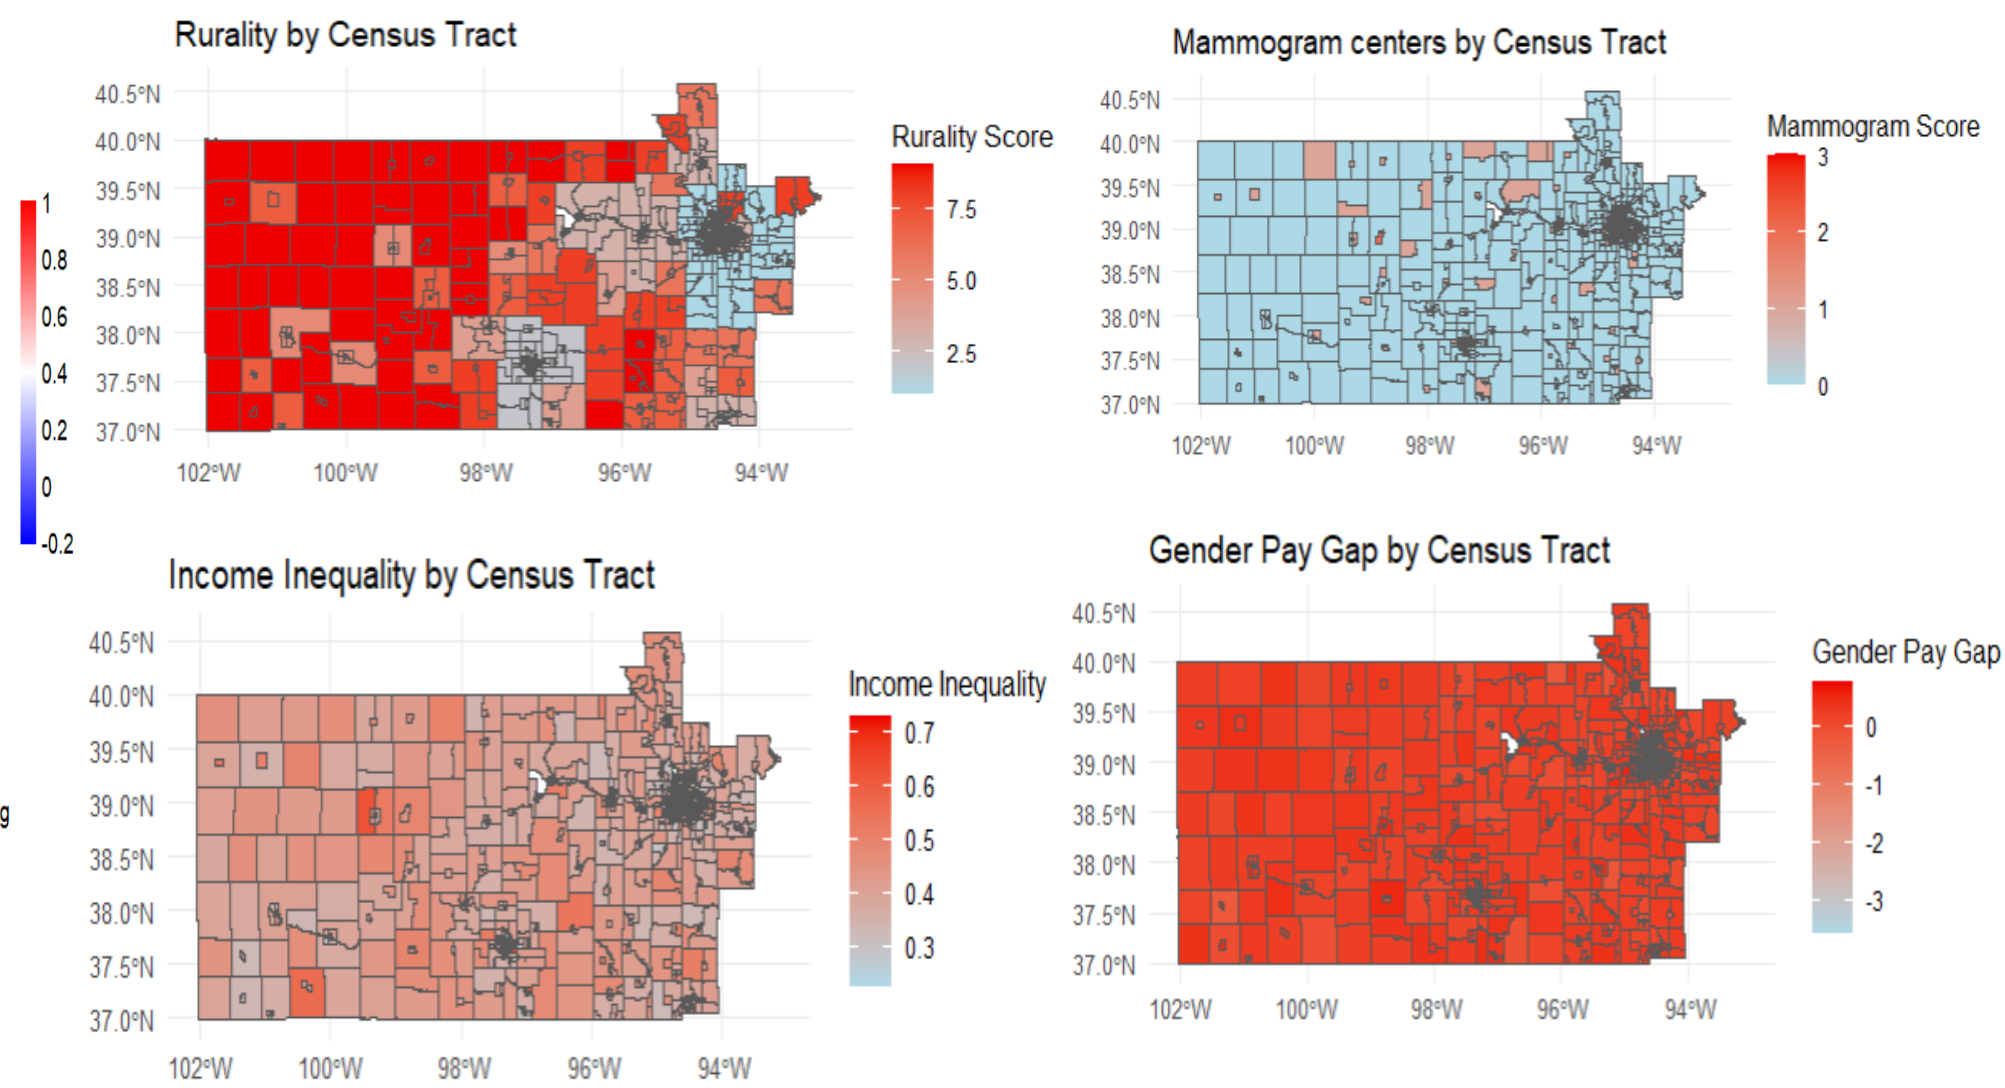 Rurality by Census Tract
40.5°N
40.0°N
39.5°N
39.0°N
38.5°N
38.0°N
37.5°N
37.0°N
102°W 100°W 98°W 96°W 94°W
Rurality Score
7.5
5.0
2.5
Mammogram centers by Census Tract
40.5°N
40.0°N
39.5°N
39.0°N
38.5°N
38.0°N
37.5°N
37.0°N
102°W 100°W 98°W 96°W 94°W
Mammogram Score
3
2
1
0
1
0.8
0.6
0.4
0.2
0
-0.2
g
Income Inequality by Census Tract
40.5°N
40.0°N
39.5°N
39.0°N
38.5°N
38.0°N
37.5°N
37.0°N
102°W 100°W 98°W 96°W 94°W
Income Inequality
0.7
0.6
0.5
0.4
0.3
Gender Pay Gap by Census Tract
40.5°N
40.0°N
39.5°N
39.0°N
38.5°N
38.0°N
37.5°N
37.0°N
102°W 100°W 98°W 96°W 94°W
Gender Pay Gap
0
-1
-2
-3